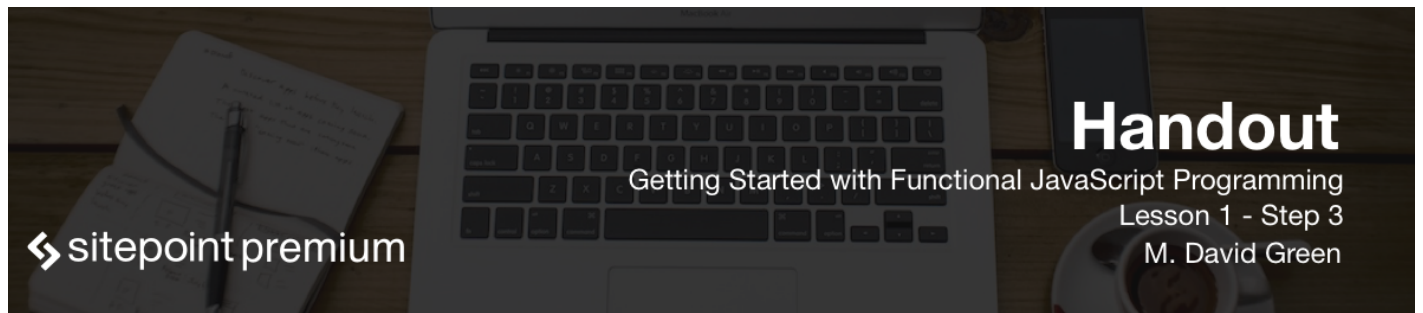 Handout
Getting Started with Functional JavaScript Programming
Lesson 1 - Step 3
M. David Green
sitepoint premium